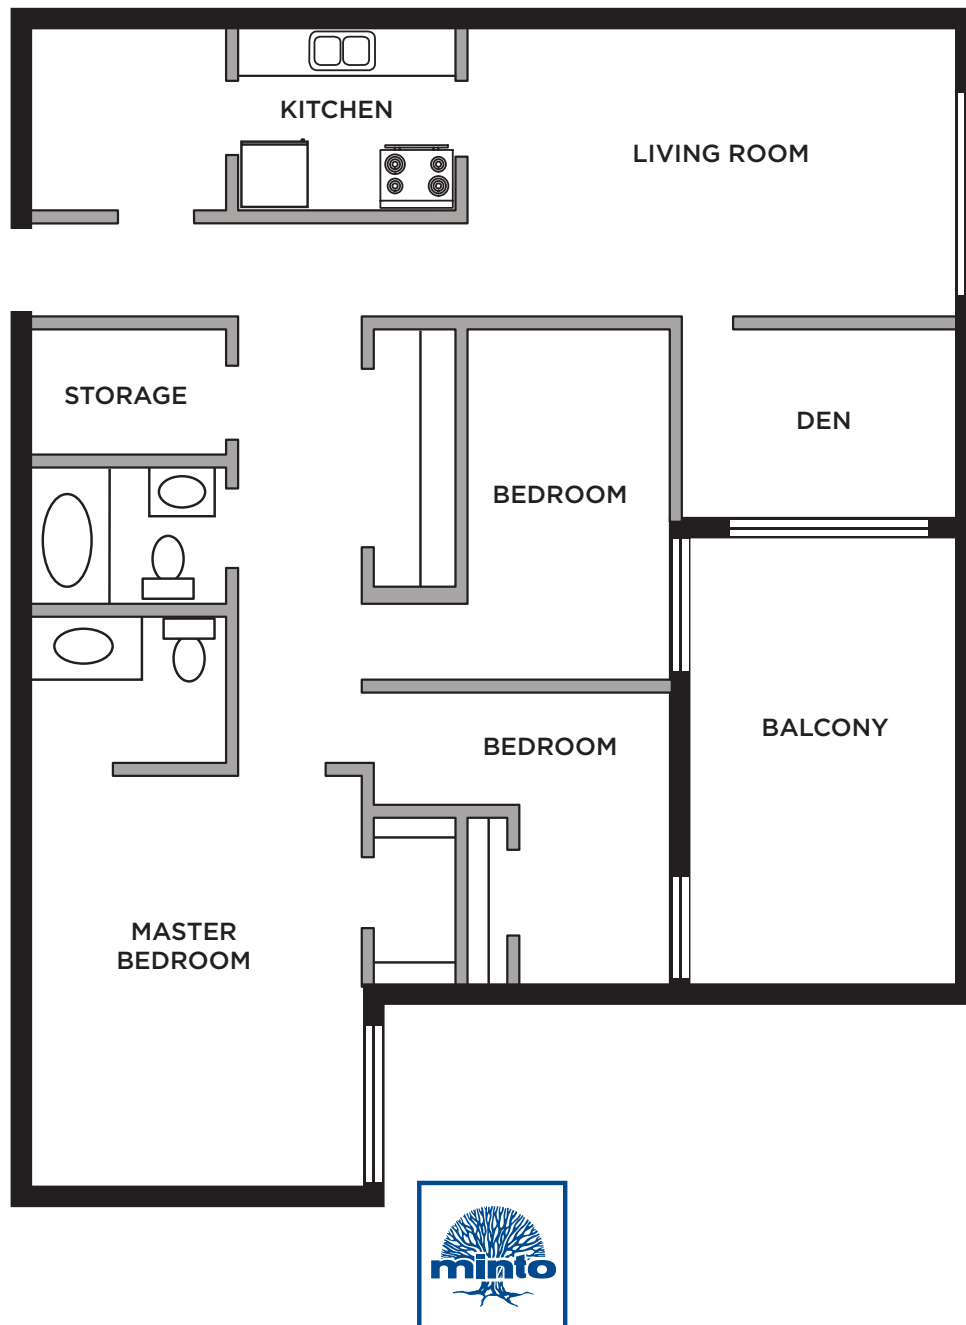 KITCHEN
LIVING ROOM
STORAGE
DEN
BEDROOM
BALCONY
BEDROOM
MASTER
BEDROOM
minto